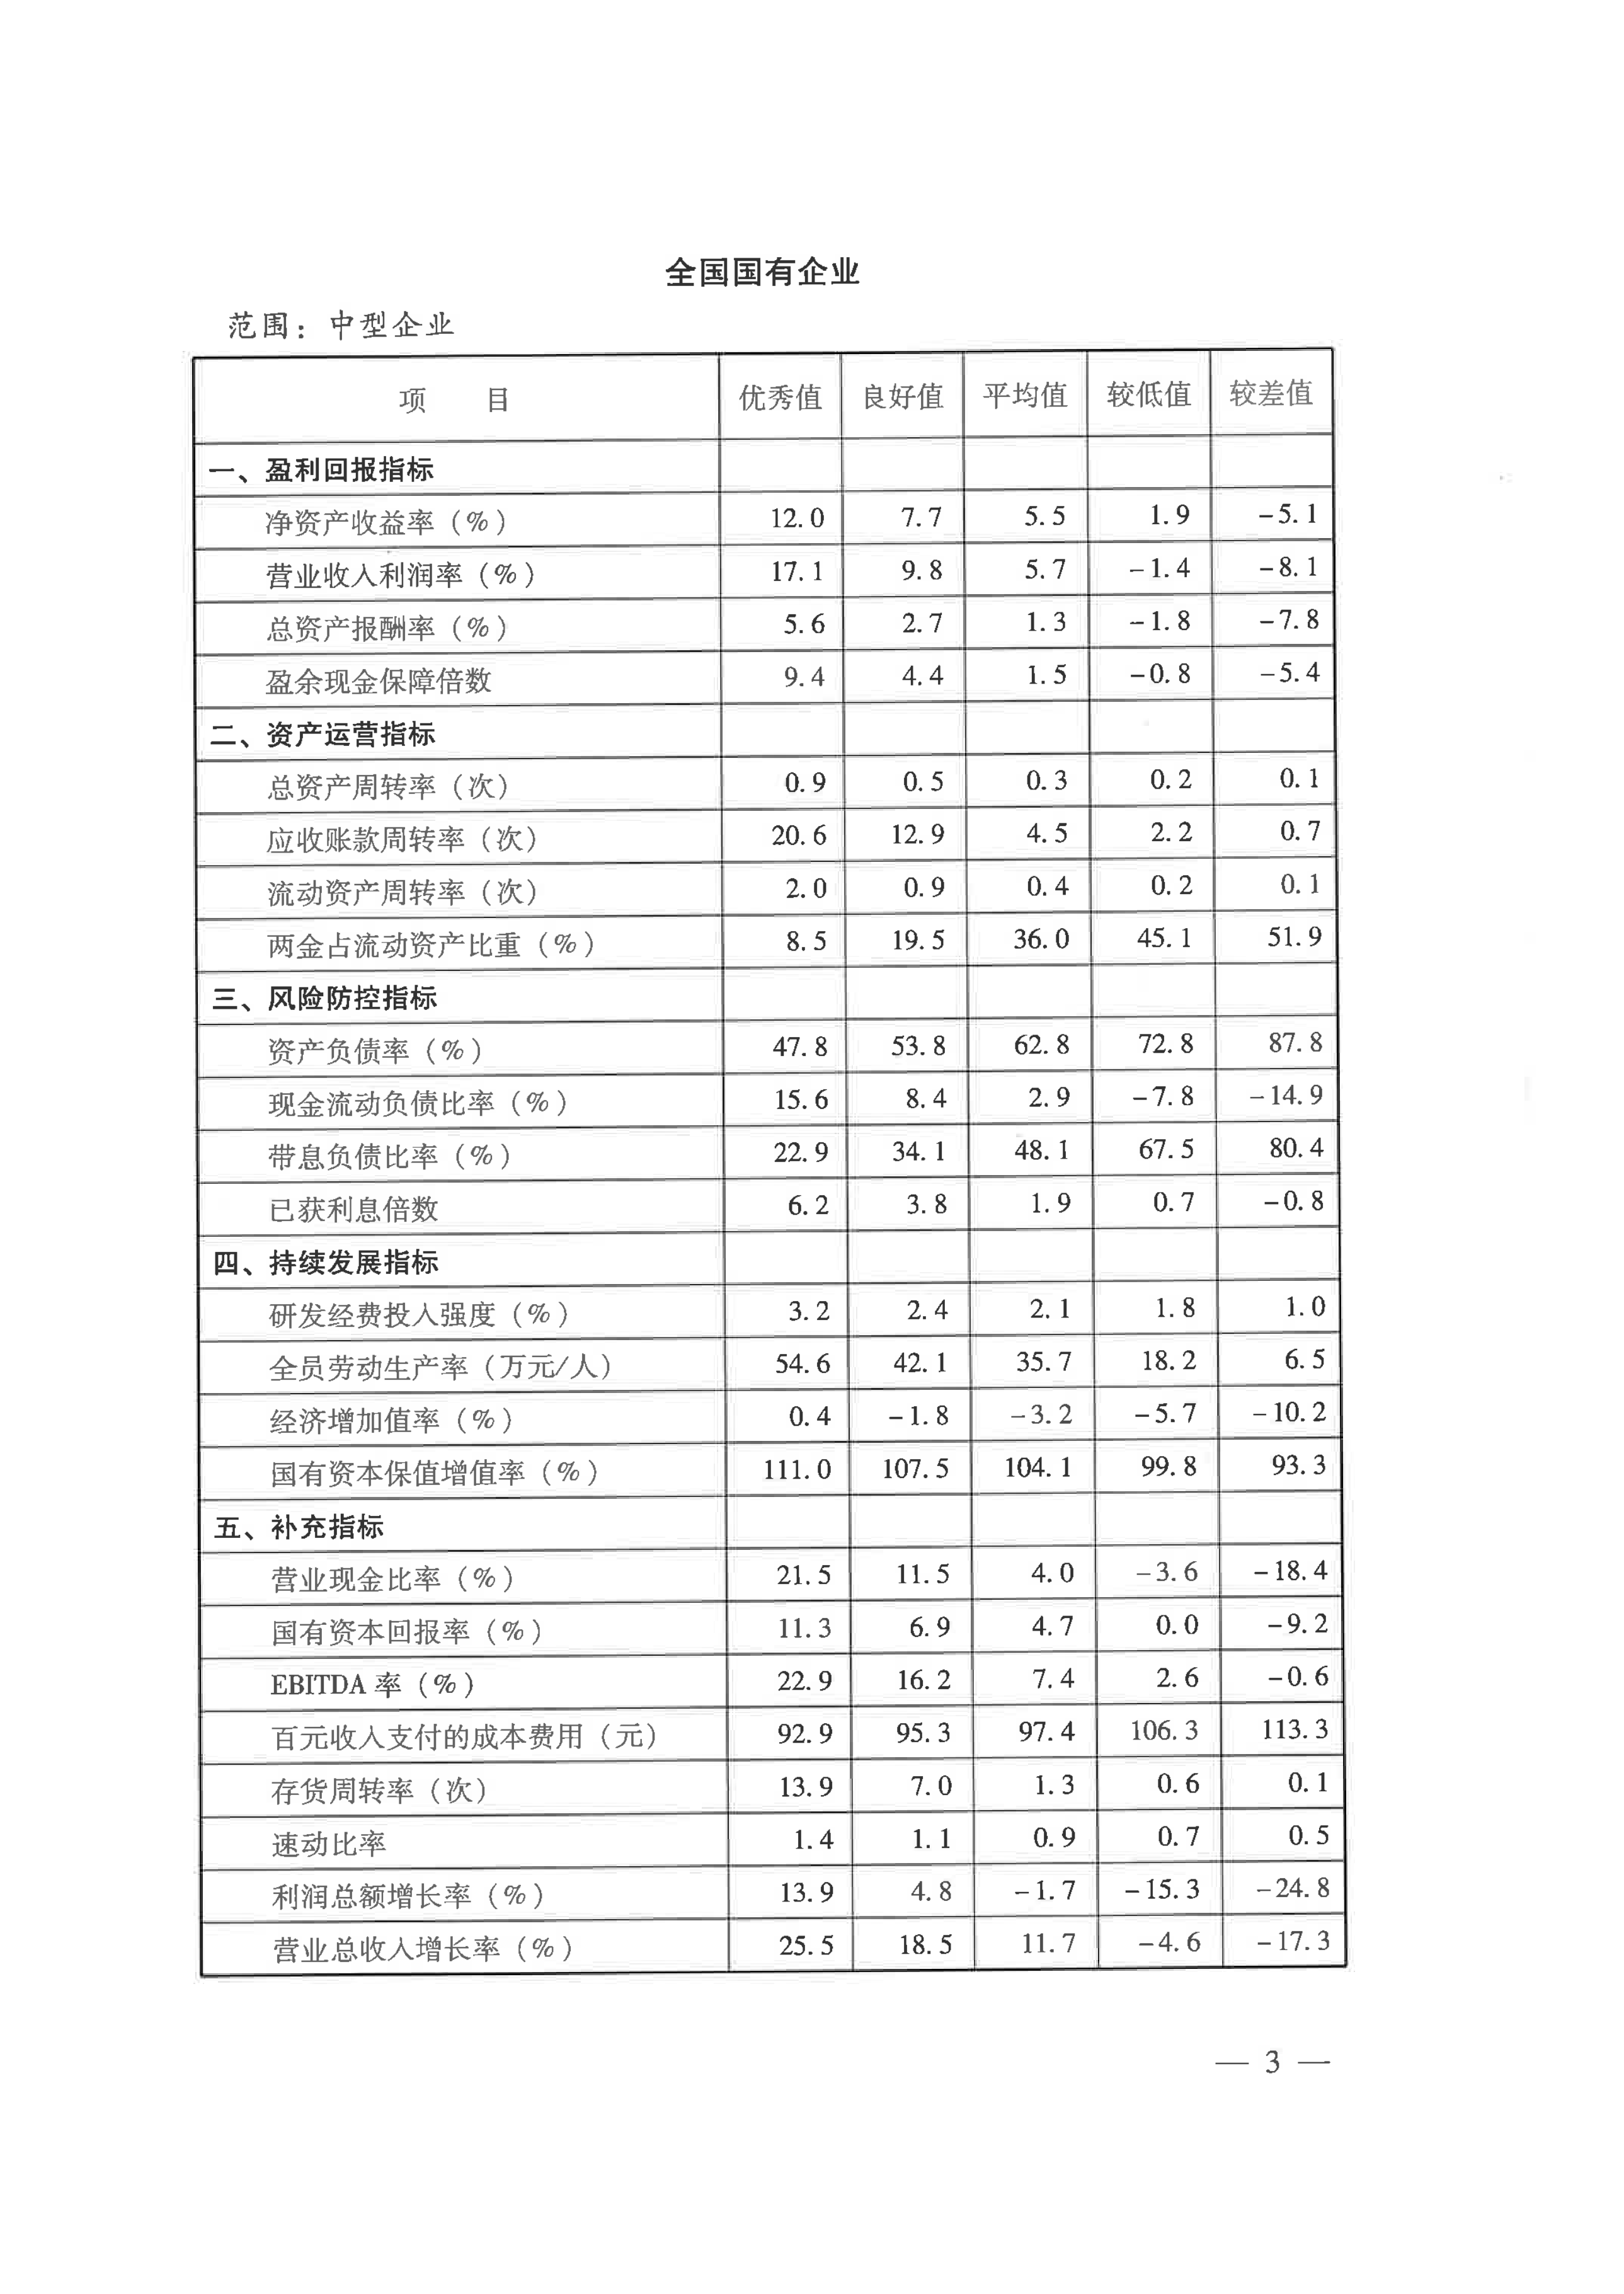 全国国有企业
范围：中型企业
项 目 优秀值 良好值 平均值 较低值 较差值
一、盈利回报指标
净资产收益率（%） 12.0 7.7 5.5 1.9 -5.1
营业收入利润率（%） 17.1 9.8 5.7 -1.4 -8.1
总资产报酬率（%） 5.6 2.7 1.3 -1.8 -7.8
盈余现金保障倍数 9.4 4.4 1.5 -0.8 -5.4
二、资产运营指标
总资产周转率（次） 0.9 0.5 0.3 0.2 0.1
应收账款周转率（次） 20.6 12.9 4.5 2.2 0.7
流动资产周转率（次） 2.0 0.9 0.4 0.2 0.1
两金占流动资产比重（%） 8.5 19.5 36.0 45.1 51.9
三、风险防控指标
资产负债率（%） 47.8 53.8 62.8 72.8 87.8
现金流动负债比率（%） 15.6 8.4 2.9 -7.8 -14.9
带息负债比率（%） 22.9 34.1 48.1 67.5 80.4
已获利息倍数 6.2 3.8 1.9 0.7 -0.8
四、持续发展指标
研发经费投入强度（%） 3.2 2.4 2.1 1.8 1.0
全员劳动生产率（万元/人） 54.6 42.1 35.7 18.2 6.5
经济增加值率（%） 0.4 -1.8 -3.2 -5.7 -10.2
国有资本保值增值率（%） 111.0 107.5 104.1 99.8 93.3
五、补充指标
营业现金比率（%） 21.5 11.5 4.0 -3.6 -18.4
国有资本回报率（%） 11.3 6.9 4.7 0.0 -9.2
EBITDA 率（%） 22.9 16.2 7.4 2.6 -0.6
百元收入支付的成本费用（元） 92.9 95.3 97.4 106.3 113.3
存货周转率（次） 13.9 7.0 1.3 0.6 0.1
速动比率 1.4 1.1 0.9 0.7 0.5
利润总额增长率（%） 13.9 4.8 -1.7 -15.3 -24.8
营业总收入增长率（%） 25.5 18.5 11.7 -4.6 -17.3
— 3 —